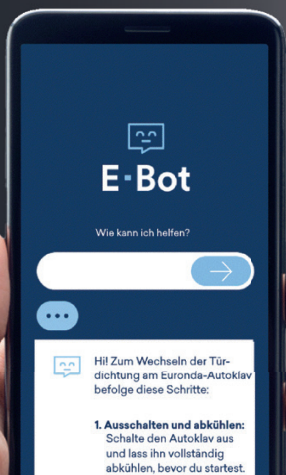 E·Bot
Wie kann ich helfen?
Hi! Zum Wechseln der Tür-
dichtung am Euronda-Autoklav
befolge diese Schritte:
1. Ausschalten und abkühlen:
Schalte den Autoklav aus
und lass ihn vollständig
abkühlen, bevor du startest.